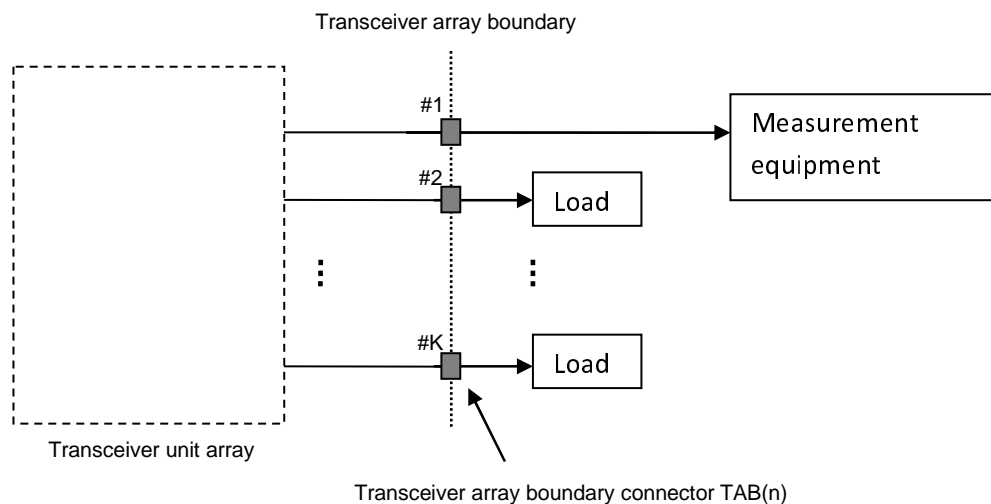 Transceiver array boundary
#1
Measurement
equipment
#2
Load
#K
Load
Transceiver unit array
Transceiver array boundary connector TAB(n)